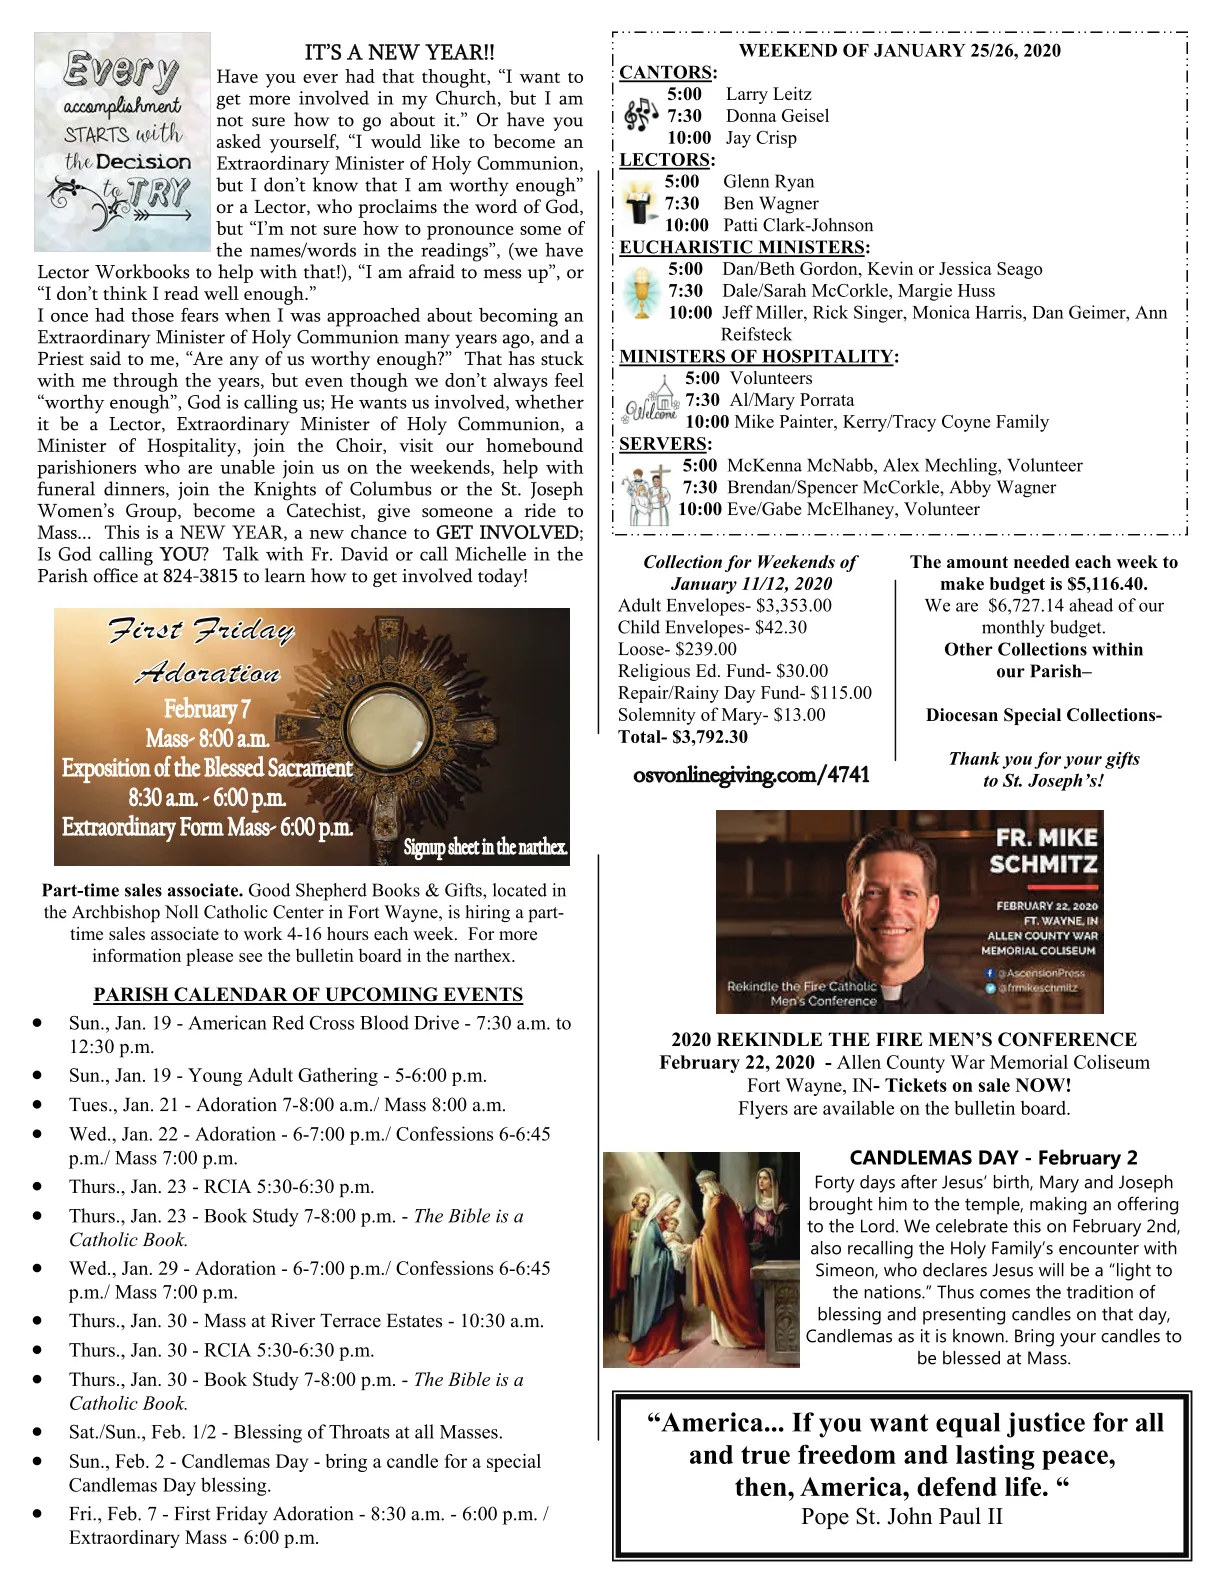 Every
accomplishment
STARTS with
the Decision
to TRY
IT'S A NEW YEAR!!
Have you ever had that thought, “I want to
get more involved in my Church, but I am
not sure how to go about it.” Or have you
asked yourself, “I would like to become an
Extraordinary Minister of Holy Communion,
but I don't know that I am worthy enough”
or a Lector, who proclaims the word of God,
but “I'm not sure how to pronounce some of
the names/words in the readings”, (we have
Lector Workbooks to help with that!), “I am afraid to mess up”, or
“I don't think I read well enough.”
I once had those fears when I was approached about becoming an
Extraordinary Minister of Holy Communion many years ago, and a
Priest said to me, “Are any of us worthy enough?”  That has stuck
with me through the years, but even though we don't always feel
“worthy enough”, God is calling us; He wants us involved, whether
it be a Lector, Extraordinary Minister of Holy Communion, a
Minister of Hospitality, join the Choir, visit our homebound
parishioners who are unable join us on the weekends, help with
funeral dinners, join the Knights of Columbus or the St. Joseph
Women's Group, become a Catechist, give someone a ride to
Mass...  This is a NEW YEAR, a new chance to GET INVOLVED;
Is God calling YOU?  Talk with Fr. David or call Michelle in the
Parish office at 824-3815 to learn how to get involved today!
First Friday
Adoration
February 7
Mass- 8:00 a.m.
Exposition of the Blessed Sacrament
8:30 a.m. - 6:00 p.m.
Extraordinary Form Mass- 6:00 p.m.
Signup sheet in the narthex.
Part-time sales associate. Good Shepherd Books & Gifts, located in
the Archbishop Noll Catholic Center in Fort Wayne, is hiring a part-
time sales associate to work 4-16 hours each week.  For more
information please see the bulletin board in the narthex.
PARISH CALENDAR OF UPCOMING EVENTS
• Sun., Jan. 19 - American Red Cross Blood Drive - 7:30 a.m. to
12:30 p.m.
• Sun., Jan. 19 - Young Adult Gathering - 5-6:00 p.m.
• Tues., Jan. 21 - Adoration 7-8:00 a.m./ Mass 8:00 a.m.
• Wed., Jan. 22 - Adoration - 6-7:00 p.m./ Confessions 6-6:45
p.m./ Mass 7:00 p.m.
• Thurs., Jan. 23 - RCIA 5:30-6:30 p.m.
• Thurs., Jan. 23 - Book Study 7-8:00 p.m. - The Bible is a
Catholic Book.
• Wed., Jan. 29 - Adoration - 6-7:00 p.m./ Confessions 6-6:45
p.m./ Mass 7:00 p.m.
• Thurs., Jan. 30 - Mass at River Terrace Estates - 10:30 a.m.
• Thurs., Jan. 30 - RCIA 5:30-6:30 p.m.
• Thurs., Jan. 30 - Book Study 7-8:00 p.m. - The Bible is a
Catholic Book.
• Sat./Sun., Feb. 1/2 - Blessing of Throats at all Masses.
• Sun., Feb. 2 - Candlemas Day - bring a candle for a special
Candlemas Day blessing.
• Fri., Feb. 7 - First Friday Adoration - 8:30 a.m. - 6:00 p.m. /
Extraordinary Mass - 6:00 p.m.
WEEKEND OF JANUARY 25/26, 2020
CANTORS:
5:00 Larry Leitz
7:30 Donna Geisel
10:00 Jay Crisp
LECTORS:
5:00 Glenn Ryan
7:30 Ben Wagner
10:00 Patti Clark-Johnson
EUCHARISTIC MINISTERS:
5:00 Dan/Beth Gordon, Kevin or Jessica Seago
7:30 Dale/Sarah McCorkle, Margie Huss
10:00 Jeff Miller, Rick Singer, Monica Harris, Dan Geimer, Ann
Reifsteck
MINISTERS OF HOSPITALITY:
Welcome
5:00 Volunteers
7:30 Al/Mary Porrata
10:00 Mike Painter, Kerry/Tracy Coyne Family
SERVERS:
5:00 McKenna McNabb, Alex Mechling, Volunteer
7:30 Brendan/Spencer McCorkle, Abby Wagner
10:00 Eve/Gabe McElhaney, Volunteer
Collection for Weekends of
January 11/12, 2020
Adult Envelopes- $3,353.00
Child Envelopes- $42.30
Loose- $239.00
Religious Ed. Fund- $30.00
Repair/Rainy Day Fund- $115.00
Solemnity of Mary- $13.00
Total- $3,792.30
osvonlinegiving.com/4741
The amount needed each week to
make budget is $5,116.40.
We are  $6,727.14 ahead of our
monthly budget.
Other Collections within
our Parish–
Diocesan Special Collections-
Thank you for your gifts
to St. Joseph's!
FR. MIKE
SCHMITZ
FEBRUARY 22, 2020
FT. WAYNE, IN
ALLEN COUNTY WAR
MEMORIAL COLISEUM
@AscensionPress
@frmikeschmitz
Rekindle the Fire Catholic
Men's Conference
2020 REKINDLE THE FIRE MEN'S CONFERENCE
February 22, 2020  - Allen County War Memorial Coliseum
Fort Wayne, IN- Tickets on sale NOW!
Flyers are available on the bulletin board.
CANDLEMAS DAY - February 2
Forty days after Jesus' birth, Mary and Joseph
brought him to the temple, making an offering
to the Lord. We celebrate this on February 2nd,
also recalling the Holy Family's encounter with
Simeon, who declares Jesus will be a “light to
the nations.” Thus comes the tradition of
blessing and presenting candles on that day,
Candlemas as it is known. Bring your candles to
be blessed at Mass.
“America... If you want equal justice for all
and true freedom and lasting peace,
then, America, defend life. “
Pope St. John Paul II